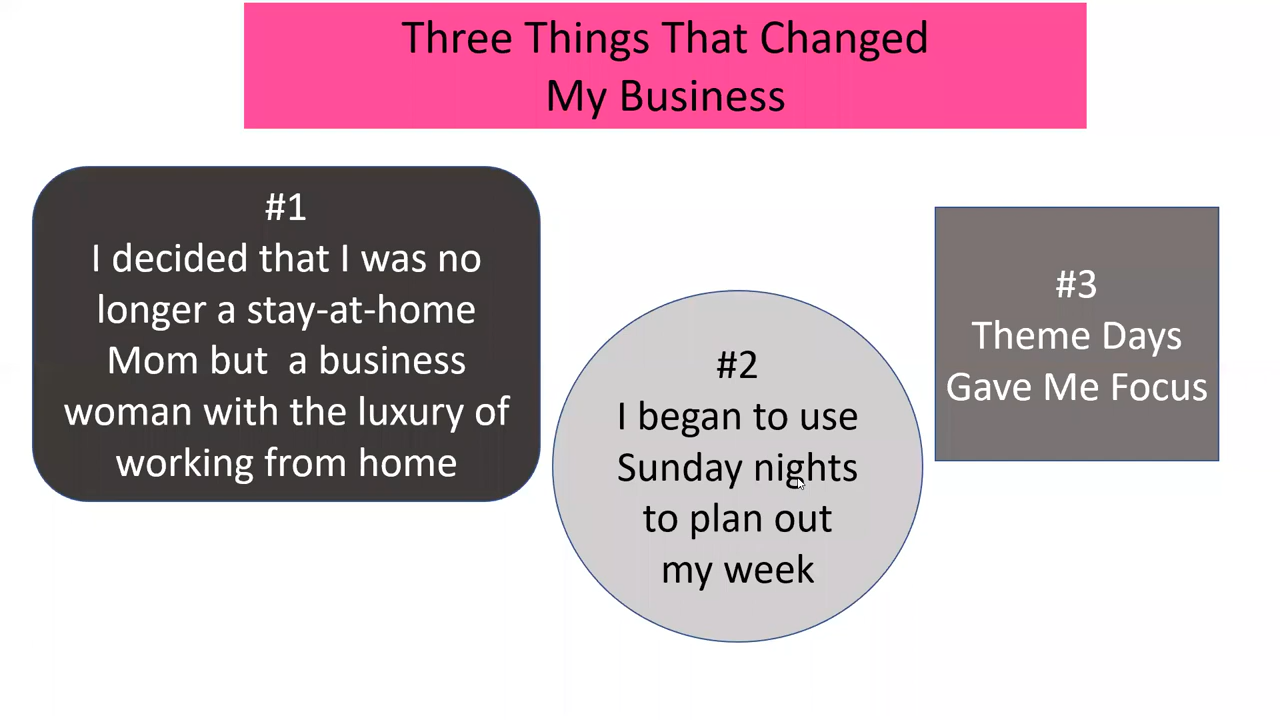 Three Things That Changed
My Business
#1
I decided that I was no
longer a stay-at-home
Mom but  a business
woman with the luxury of
working from home
#2
I began to use
Sunday nights
to plan out
my week
#3
Theme Days
Gave Me Focus